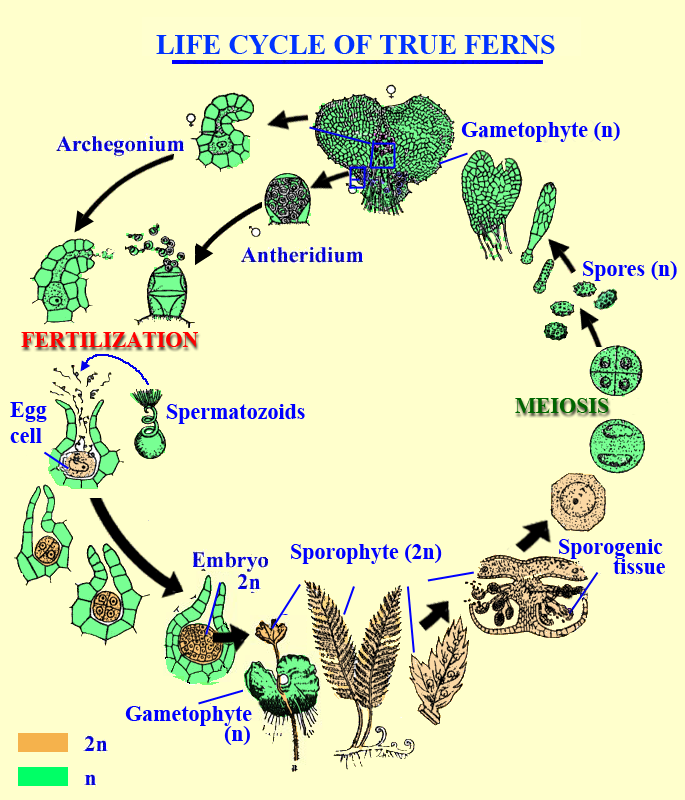 LIFE CYCLE OF TRUE FERNS
♀
♀
Archegonium
Gametophyte (n)
♂
♂
Antheridium
Spores (n)
FERTILIZATION
MEIOSIS
Egg
cell
Spermatozoids
Embryo
2n
Sporophyte (2n)
Sporogenic
tissue
Gametophyte
(n)
2n
n